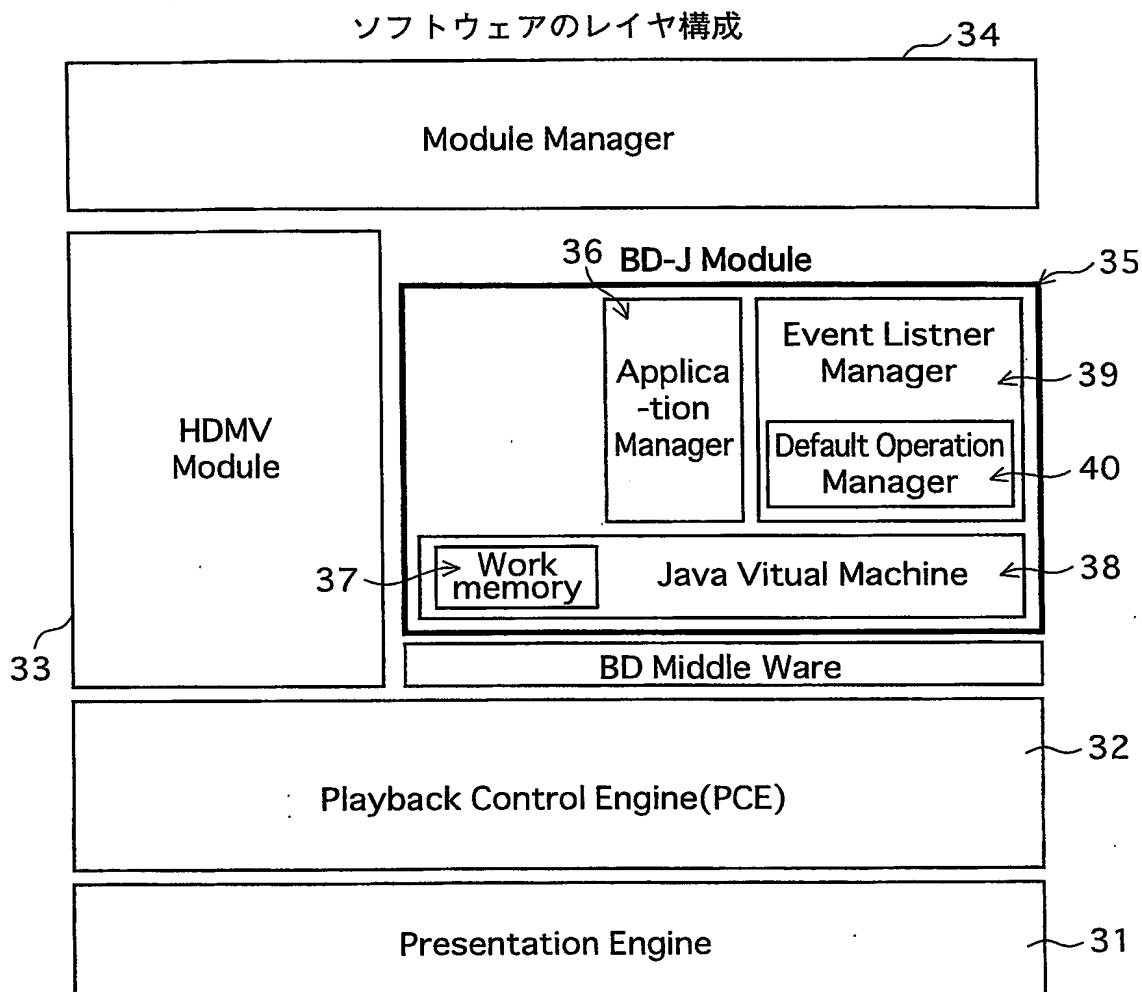 ソフトウェアのレイヤ構成
34
Module Manager
36
BD-J Module
35
HDMV
Module
Applica
-tion
Manager
Event Listner
Manager
39
Default Operation
Manager
40
37
Work
memory
Java Vitual Machine
38
33
BD Middle Ware
32
Playback Control Engine(PCE)
Presentation Engine
31